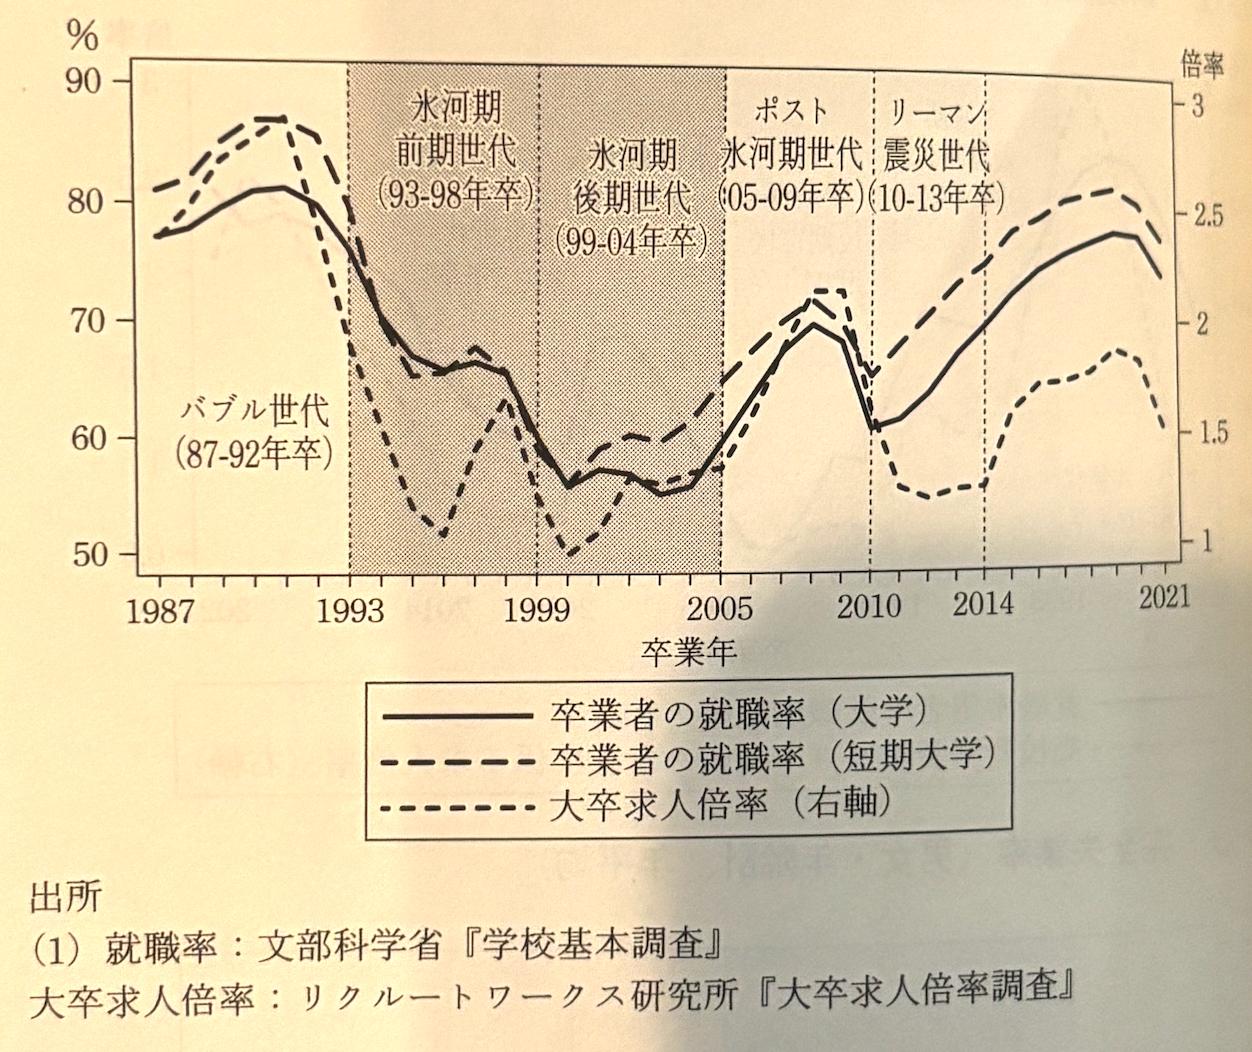 %
倍率
90
80
70
60
50
3
2.5
2
1.5
1
バブル世代
(87-92年卒)
氷河期
前期世代
(93-98年卒)
氷河期
後期世代
(99-04年卒)
ポスト
氷河期世代
(05-09年卒)
リーマン
震災世代
(10-13年卒)
1987 1993 1999 2005 2010 2014 2021
卒業年
卒業者の就職率（大学）
卒業者の就職率（短期大学）
大卒求人倍率（右軸）
出所
（1）就職率：文部科学省『学校基本調査』
大卒求人倍率：リクルートワークス研究所『大卒求人倍率調査』